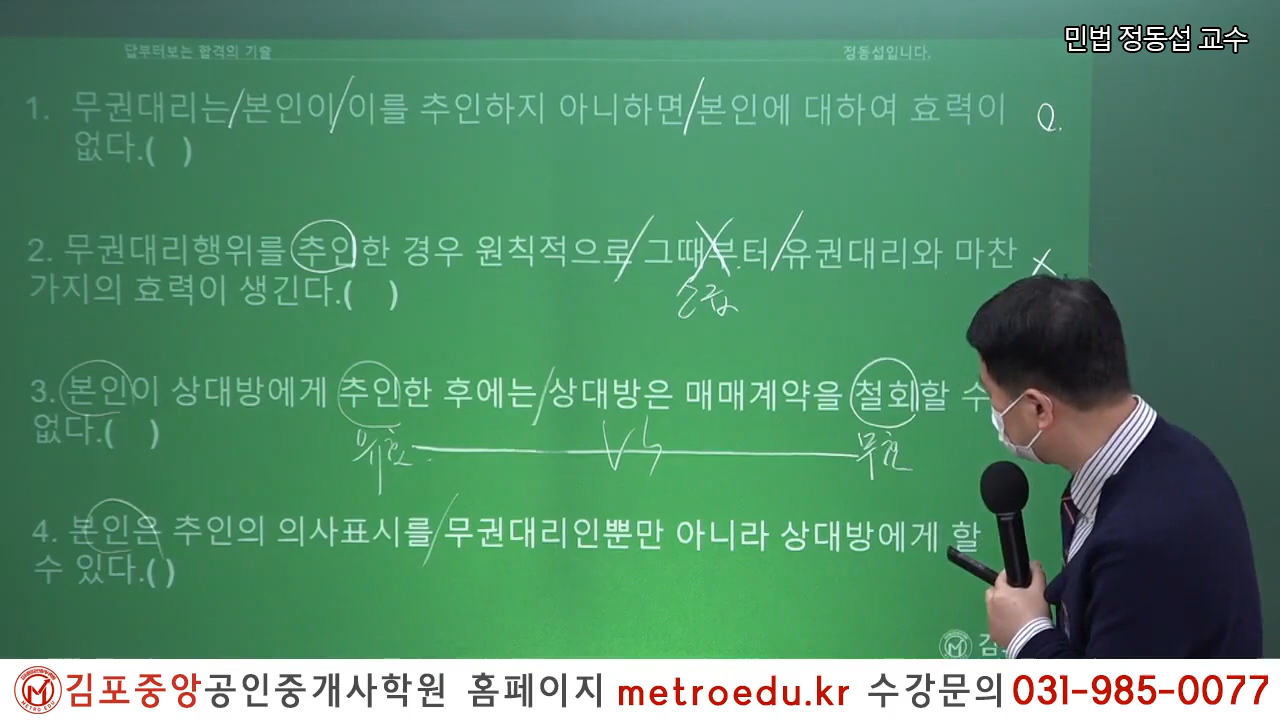 민법 정동섭 교수
답부터보는 합격의 기술
정동섭입니다.
1. 무권대리는/본인이/이를 추인하지 아니하면/본인에 대하여 효력이
없다.( )
O.
2. 무권대리행위를 추인한 경우 원칙적으로/그때부터/유권대리와 마찬
가지의 효력이 생긴다.( )
X
소급
3. 본인이 상대방에게 추인한 후에는/상대방은 매매계약을 철회할 수
없다.( )
유효
VS
무효
4. 본인은 추인의 의사표시를/무권대리인뿐만 아니라 상대방에게 할
수 있다.( )
김포중앙공인중개사학원 홈페이지 metroedu.kr 수강문의 031-985-0077